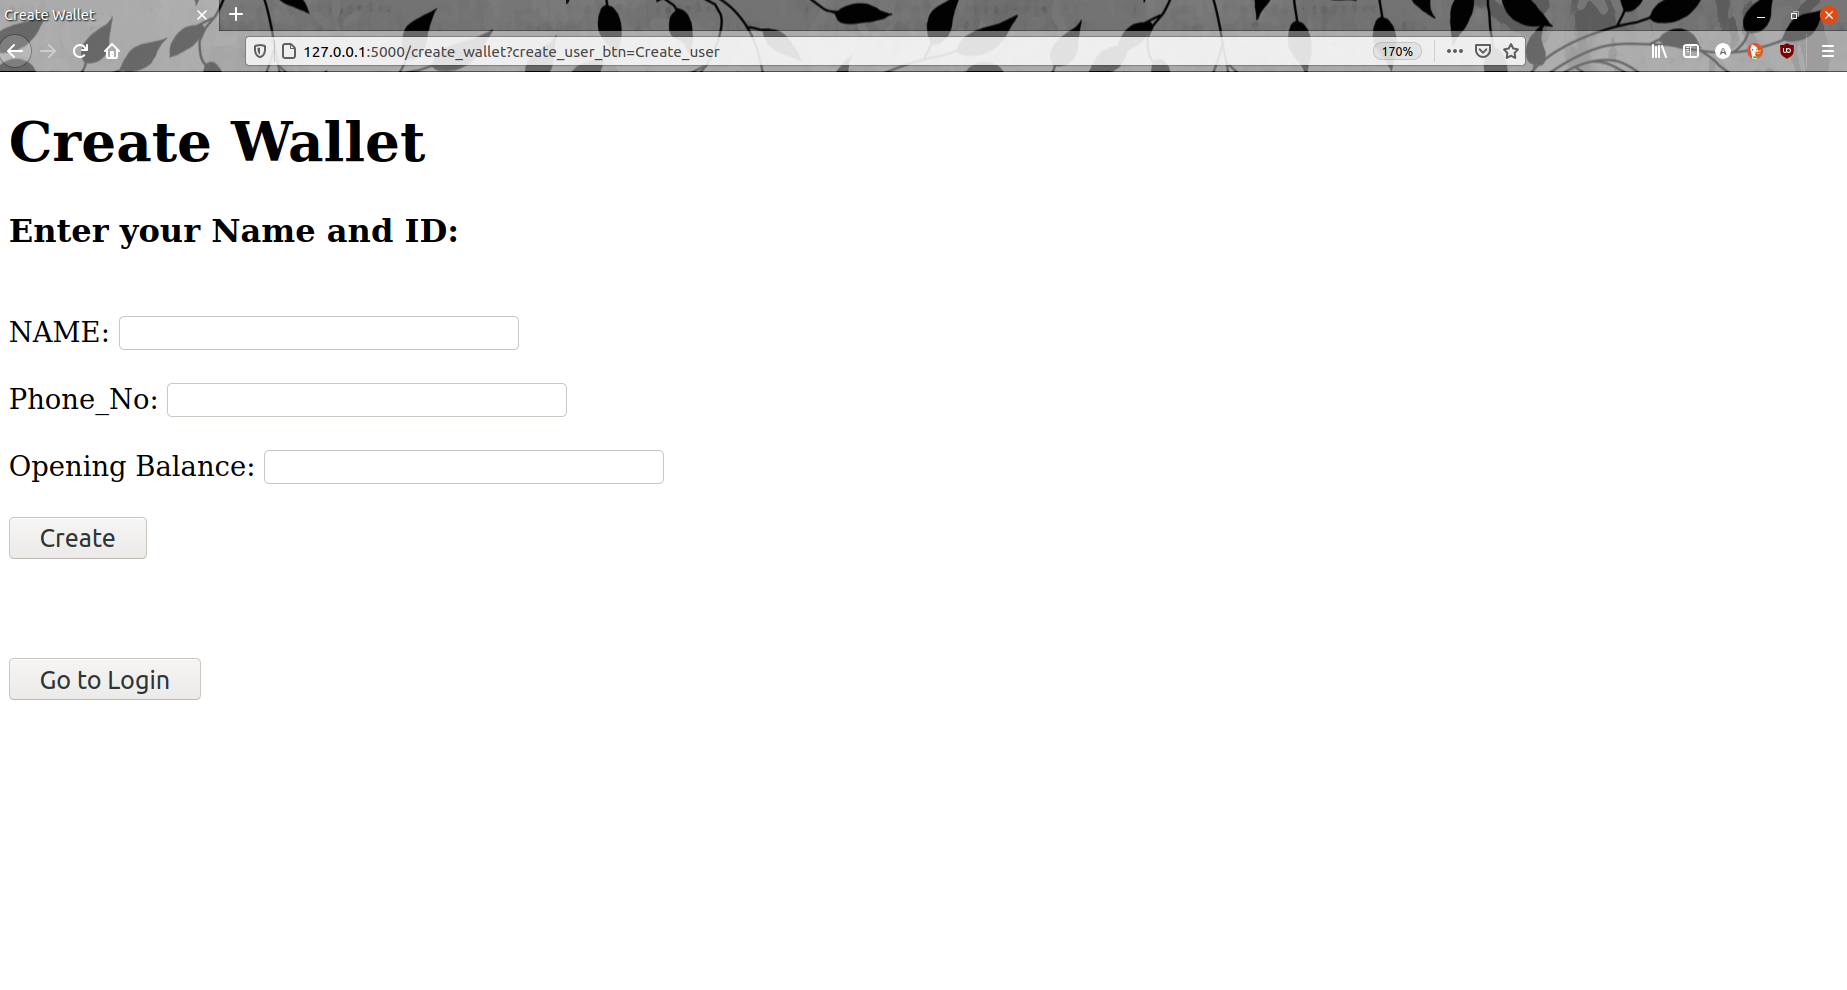 Create Wallet
127.0.0.1:5000/create_wallet?create_user_btn=Create_user
170%
Create Wallet
Enter your Name and ID:
NAME:
Phone_No:
Opening Balance:
Create
Go to Login